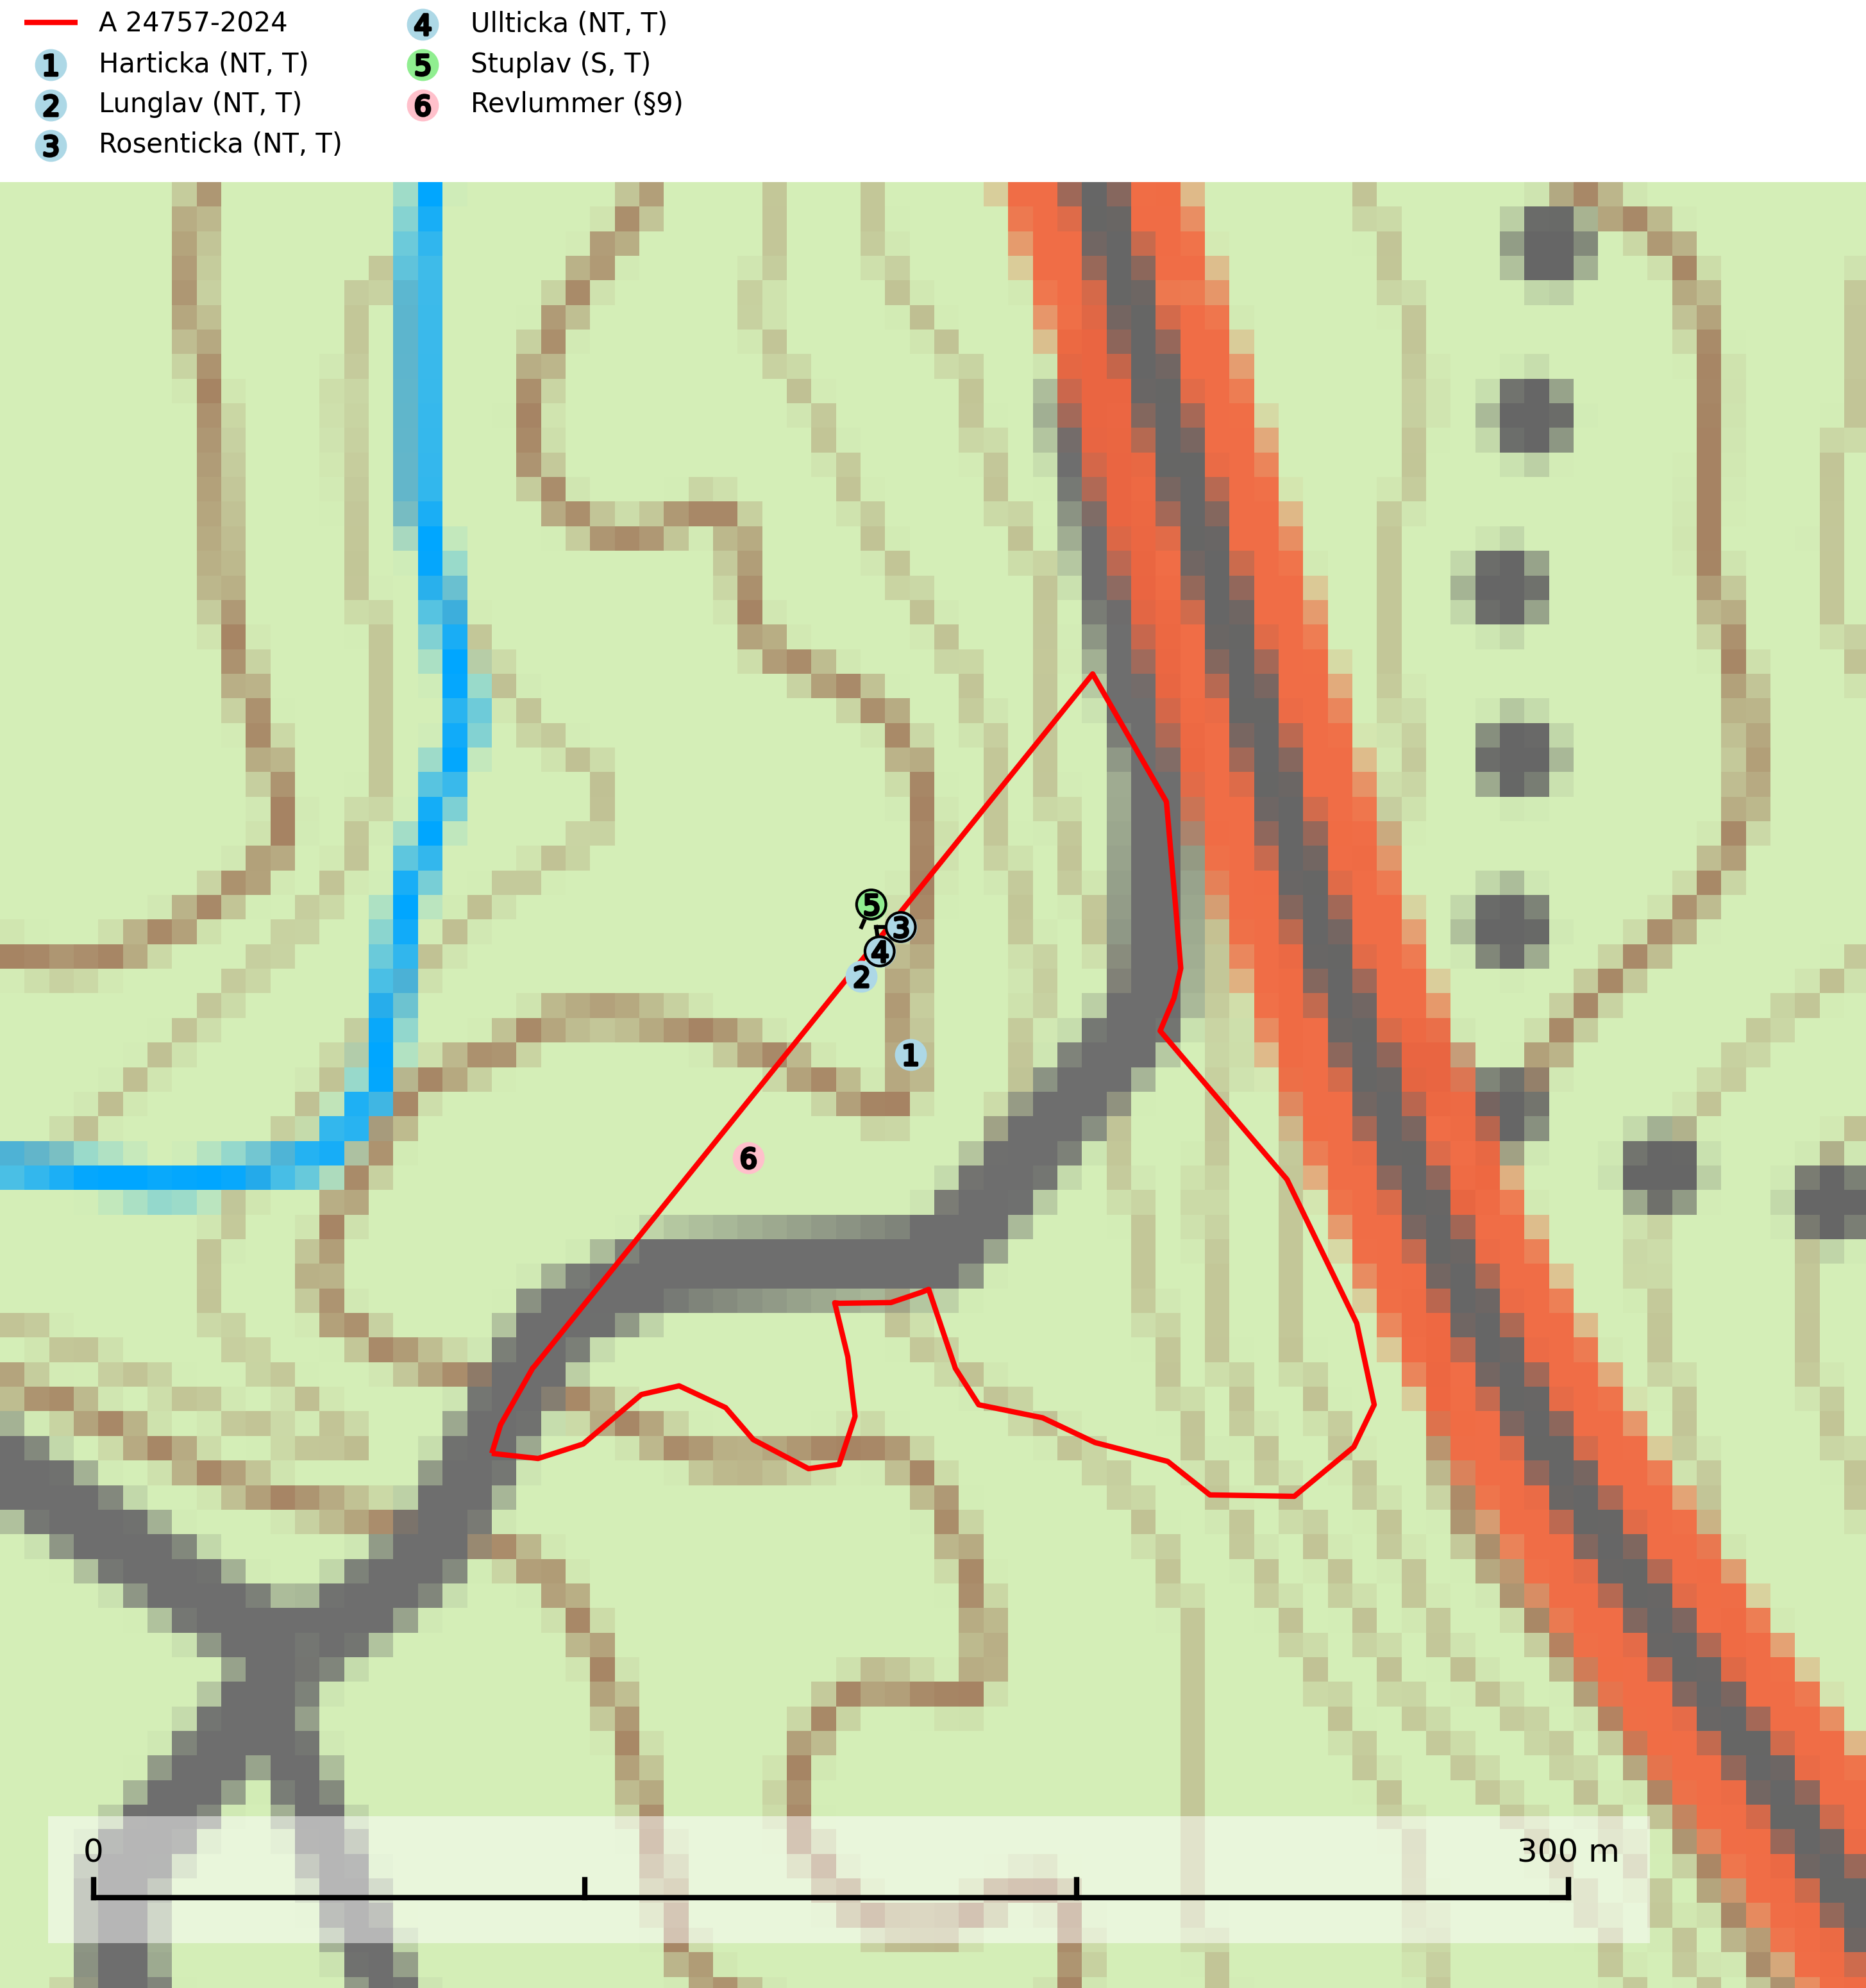 A 24757-2024
1 Harticka (NT, T)
2 Lunglav (NT, T)
3 Rosenticka (NT, T)
4 Ullticka (NT, T)
5 Stuplav (S, T)
6 Revlummer (§9)
5
3
4
2
1
6
0 300 m